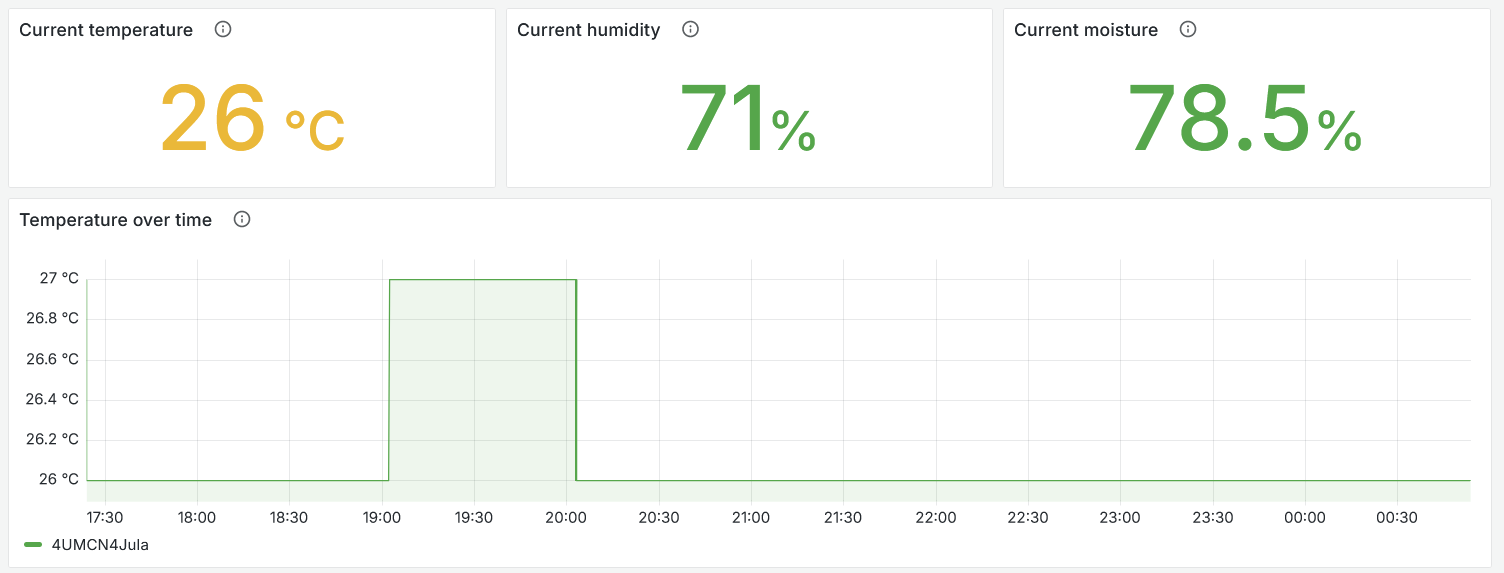 Current temperature
Current humidity
Current moisture
26 °C
71%
78.5%
Temperature over time
27 °C
26.8 °C
26.6 °C
26.4 °C
26.2 °C
26 °C
17:30 18:00 18:30 19:00 19:30 20:00 20:30 21:00 21:30 22:00 22:30 23:00 23:30 00:00 00:30
4UMCN4Jula